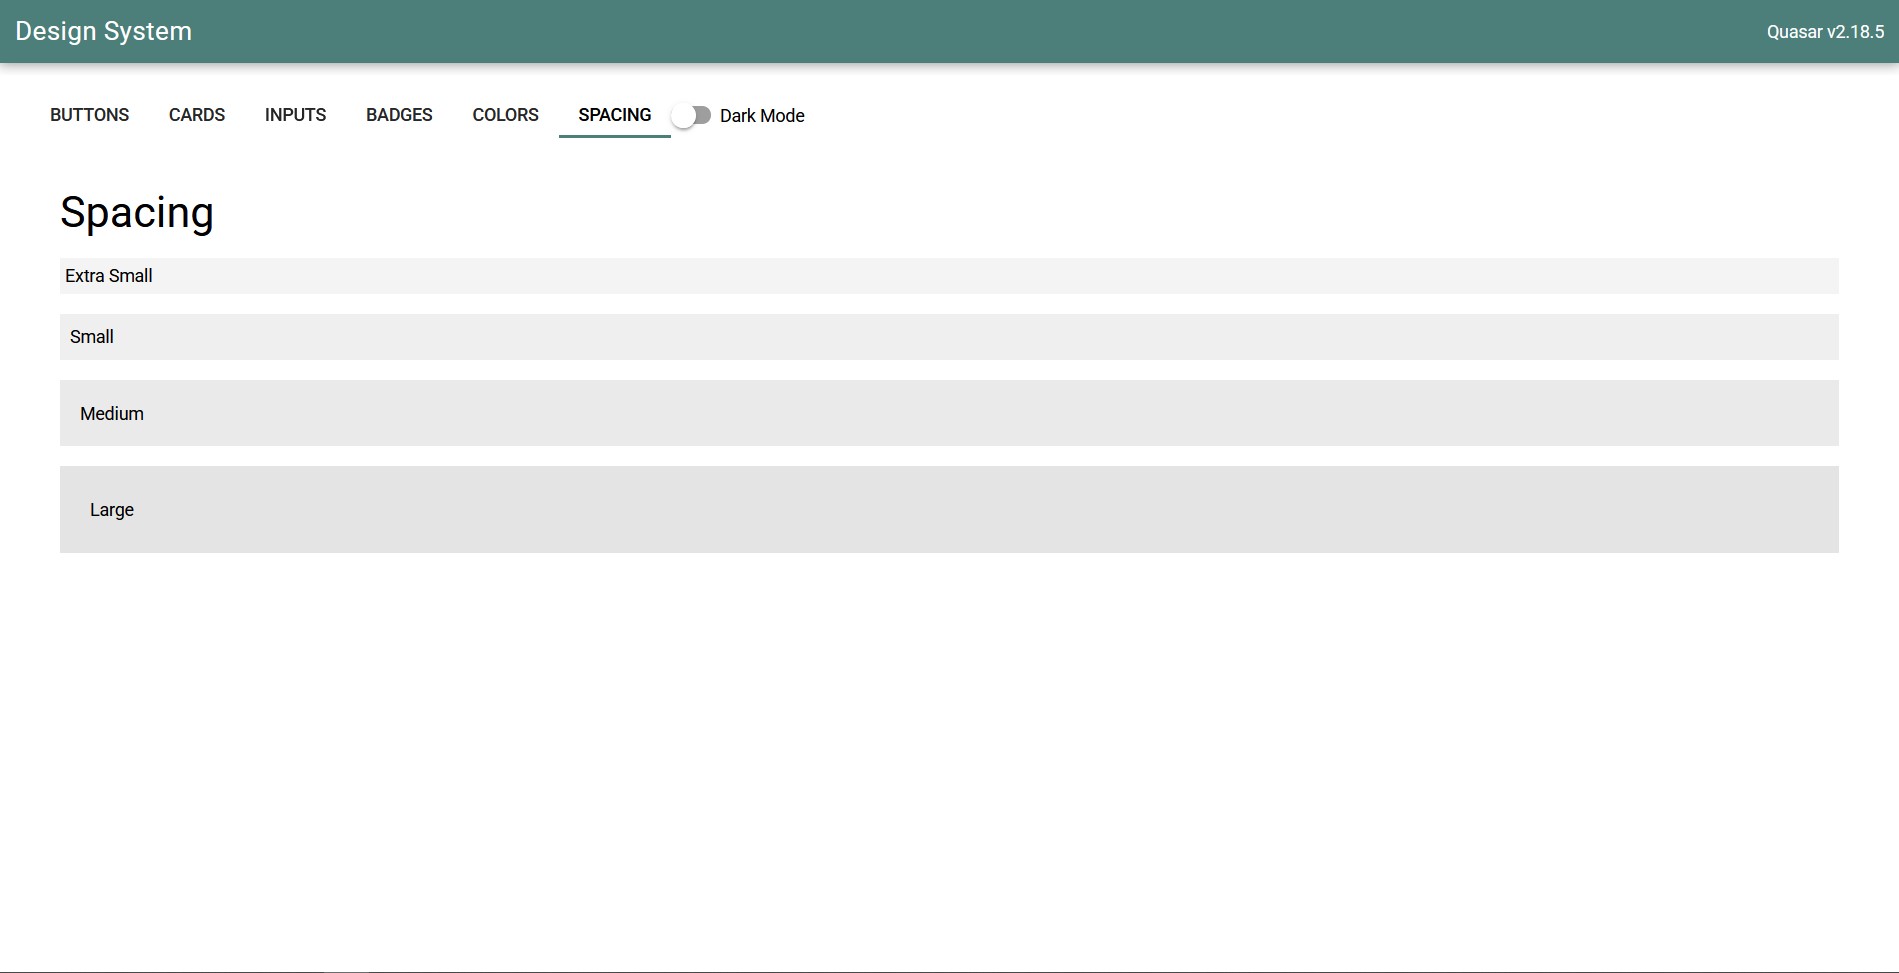 Design System
Quasar v2.18.5
BUTTONS CARDS INPUTS BADGES COLORS SPACING Dark Mode
Spacing
Extra Small
Small
Medium
Large